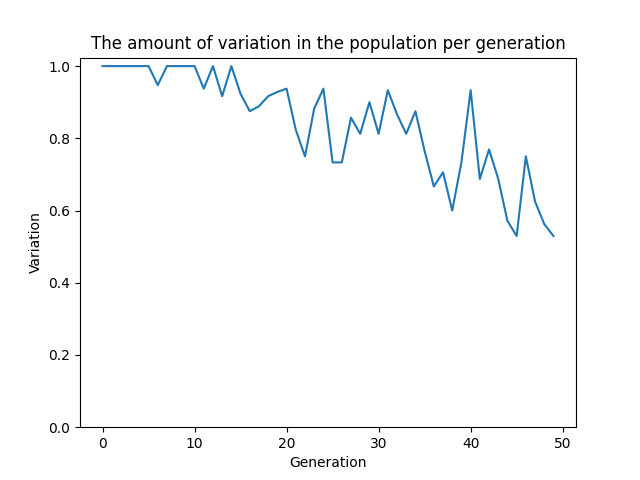 The amount of variation in the population per generation
1.0
0.8
0.6
0.4
0.2
0.0
Variation
0 10 20 30 40 50
Generation